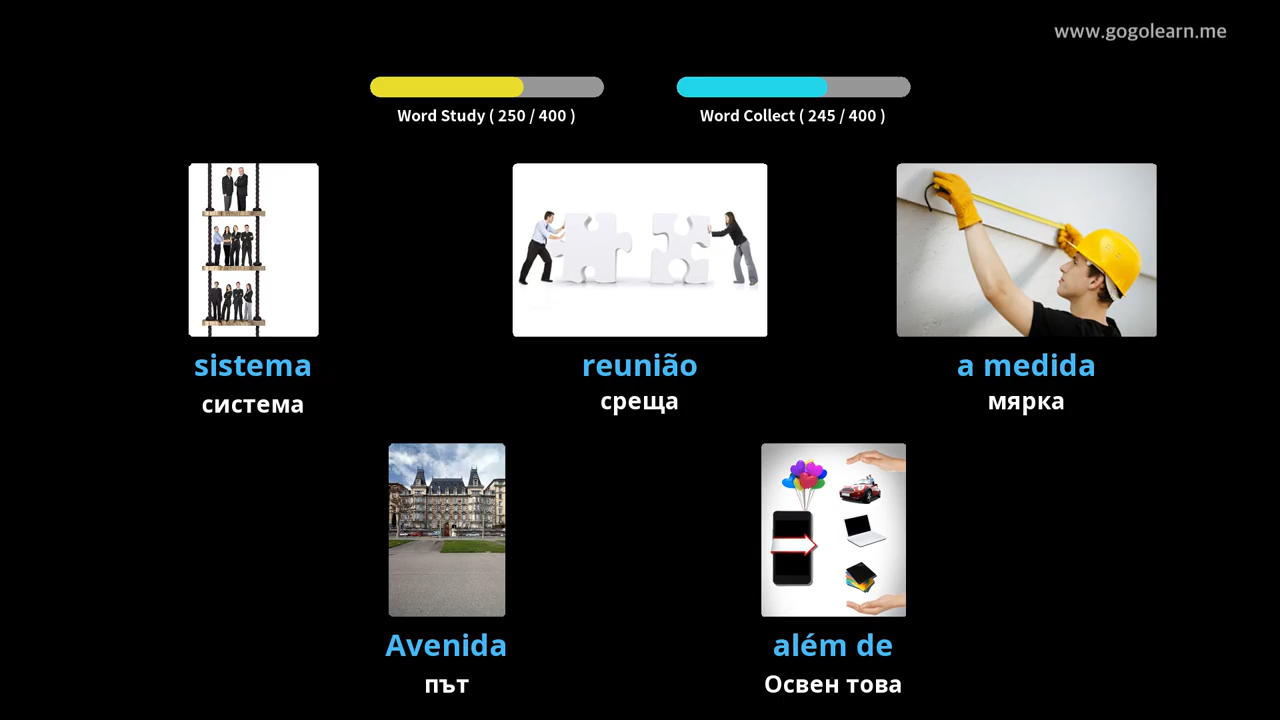 www.gogolearn.me
Word Study ( 250 / 400 )
Word Collect ( 245 / 400 )
sistema
система
reunião
среща
a medida
мярка
Avenida
път
além de
Освен това